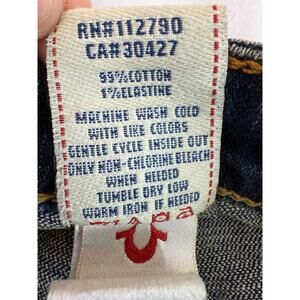 RN#112790
CA#30427
99%COTTON
1%ELASTINE
MACHINE WASH COLD
WITH LIKE COLORS
GENTLE CYCLE INSIDE OUT
ONLY NON-CHLORINE BLEACH
WHEN NEEDED
TUMBLE DRY LOW
WARM IRON IF NEEDED